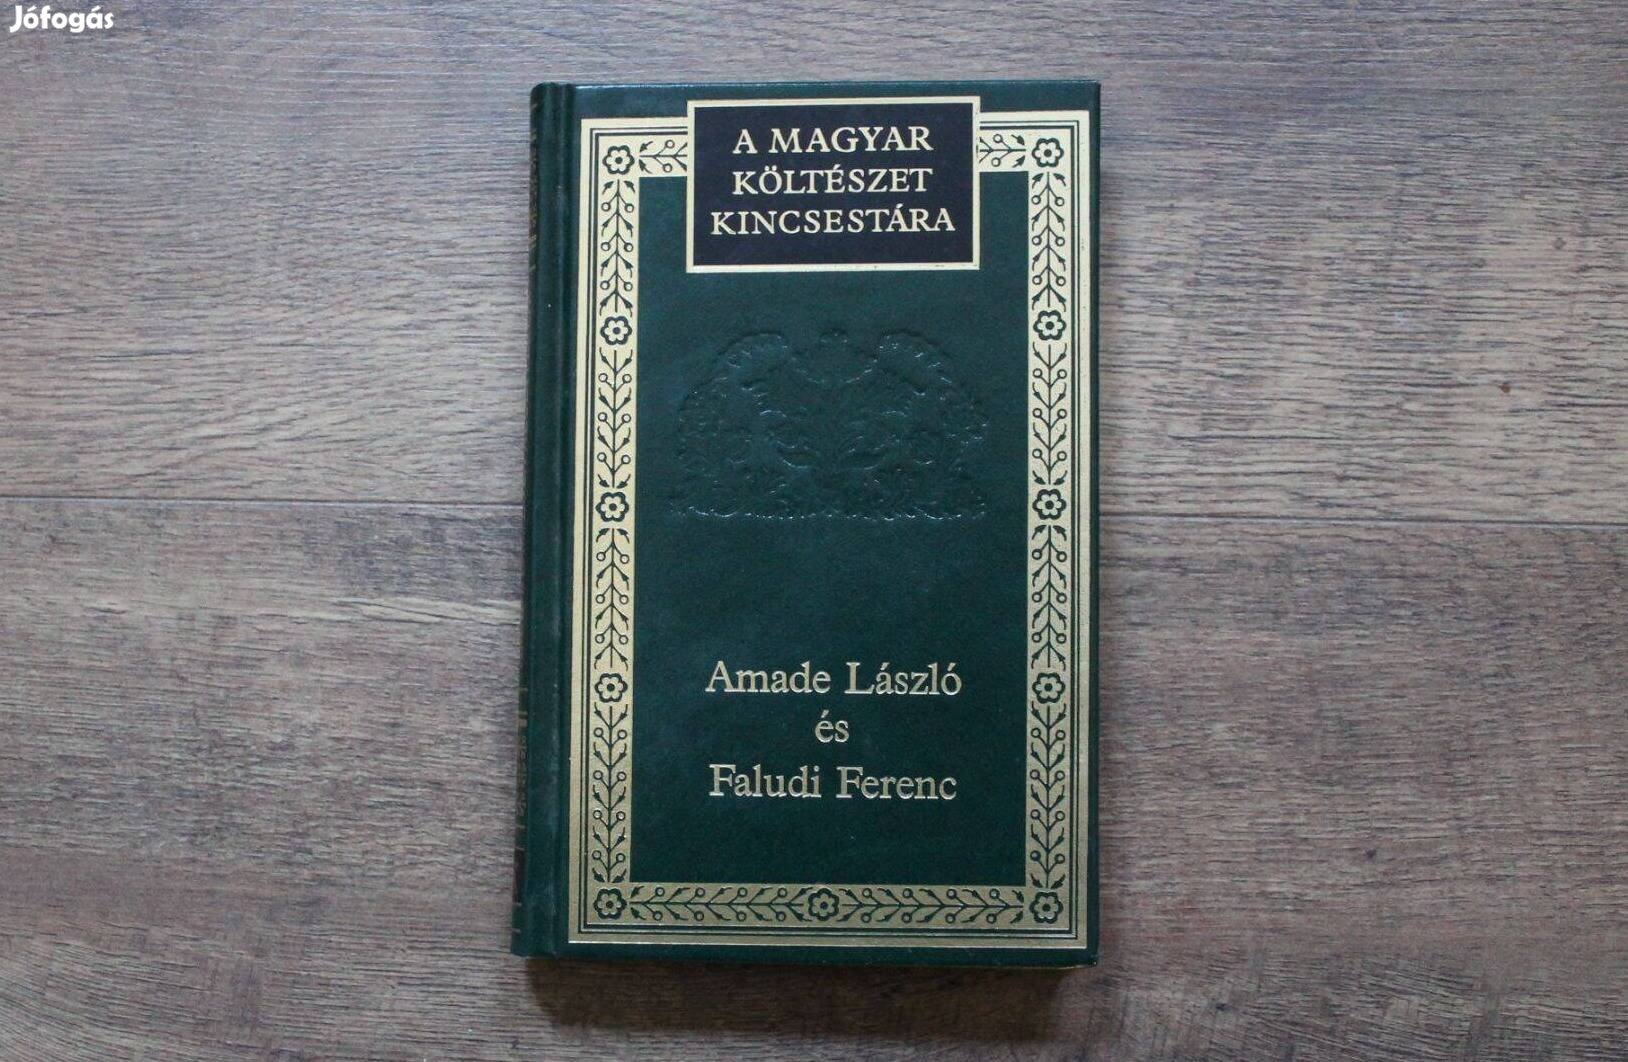 Jófogás
A MAGYAR
KÖLTÉSZET
KINCSESTÁRA
Amade László
és
Faludi Ferenc